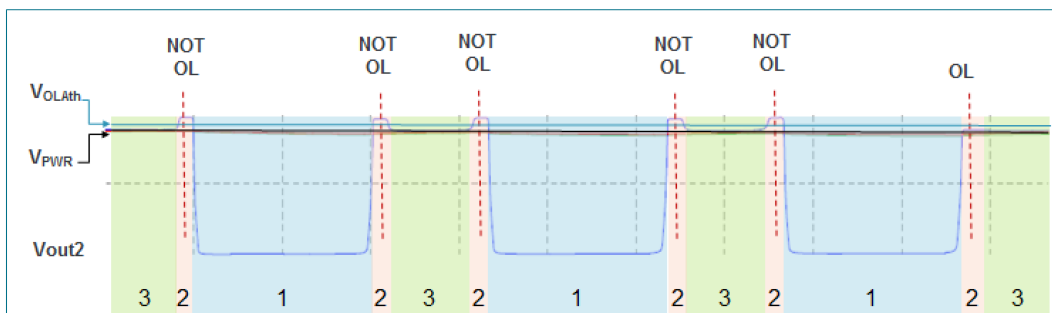 NOT NOT NOT NOT NOT
OL OL OL OL OL OL
VOLAth
VPWR
Vout2
3 2 1 2 3 2 1 2 3 2 1 2 3